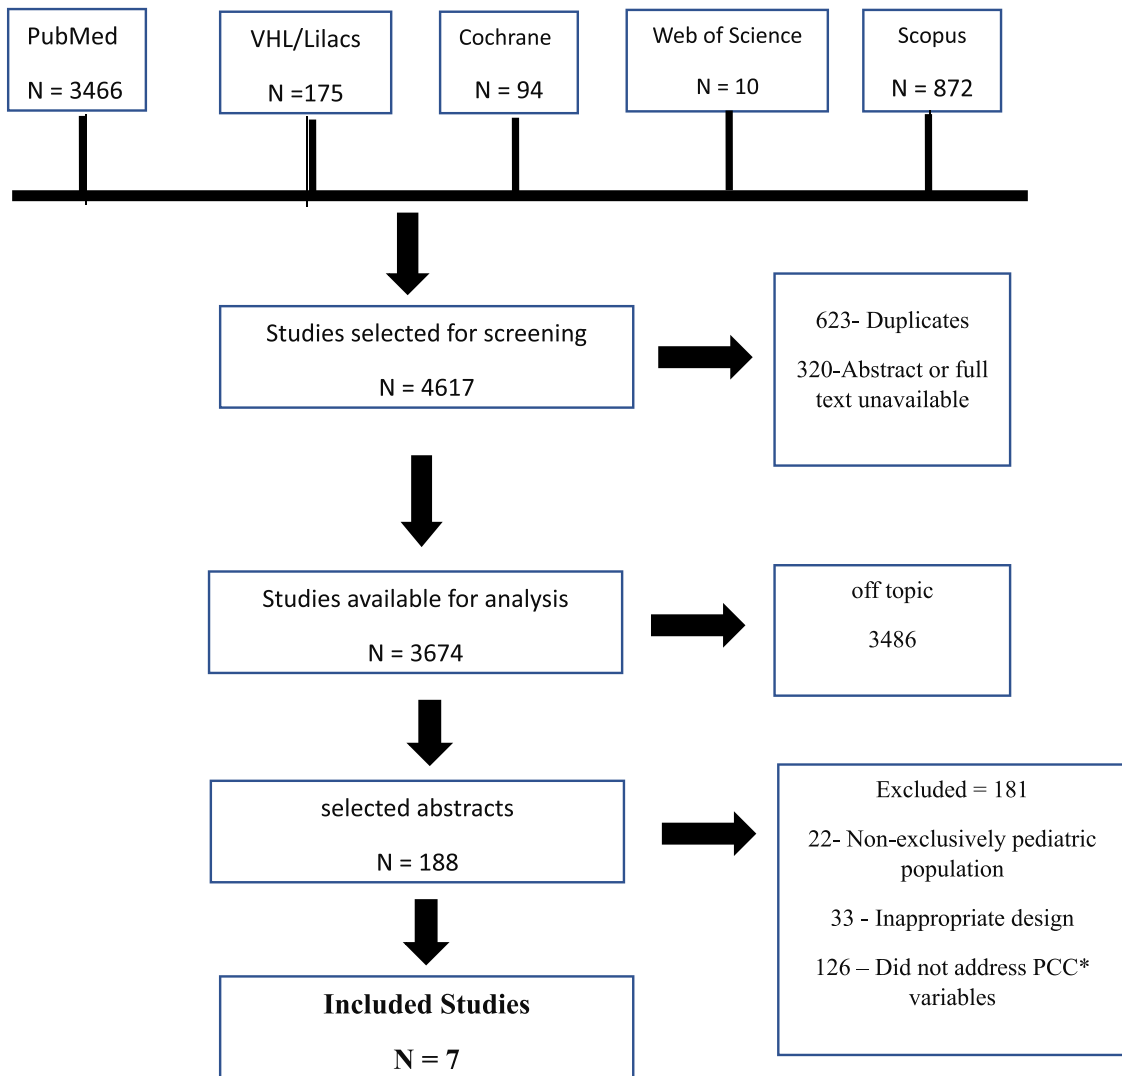 PubMed
N = 3466
VHL/Lilacs
N =175
Cochrane
N = 94
Web of Science
N = 10
Scopus
N = 872
Studies selected for screening
N = 4617
623- Duplicates
320-Abstract or full
text unavailable
Studies available for analysis
N = 3674
off topic
3486
selected abstracts
N = 188
Excluded = 181
22- Non-exclusively pediatric
population
33 - Inappropriate design
126 – Did not address PCC*
variables
Included Studies
N = 7